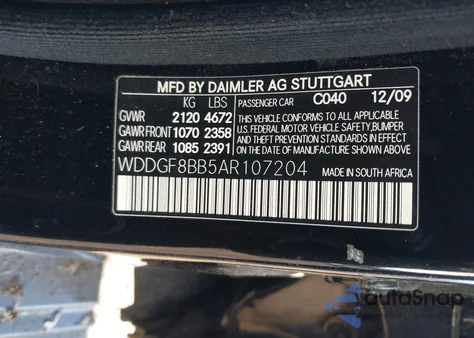 MFD BY DAIMLER AG STUTTGART
KG LBS PASSENGER CAR C040 12/09
GVWR 2120 4672 THIS VEHICLE CONFORMS TO ALL APPLICABLE
GAWR FRONT 1070 2358 U.S. FEDERAL MOTOR VEHICLE SAFETY, BUMPER AND
GAWR REAR 1085 2391 THEFT PREVENTION STANDARDS IN EFFECT
ON THE DATE OF MANUFACTURE SHOWN ABOVE.
WDDGF8BB5AR107204 MADE IN SOUTH AFRICA
autoSnap